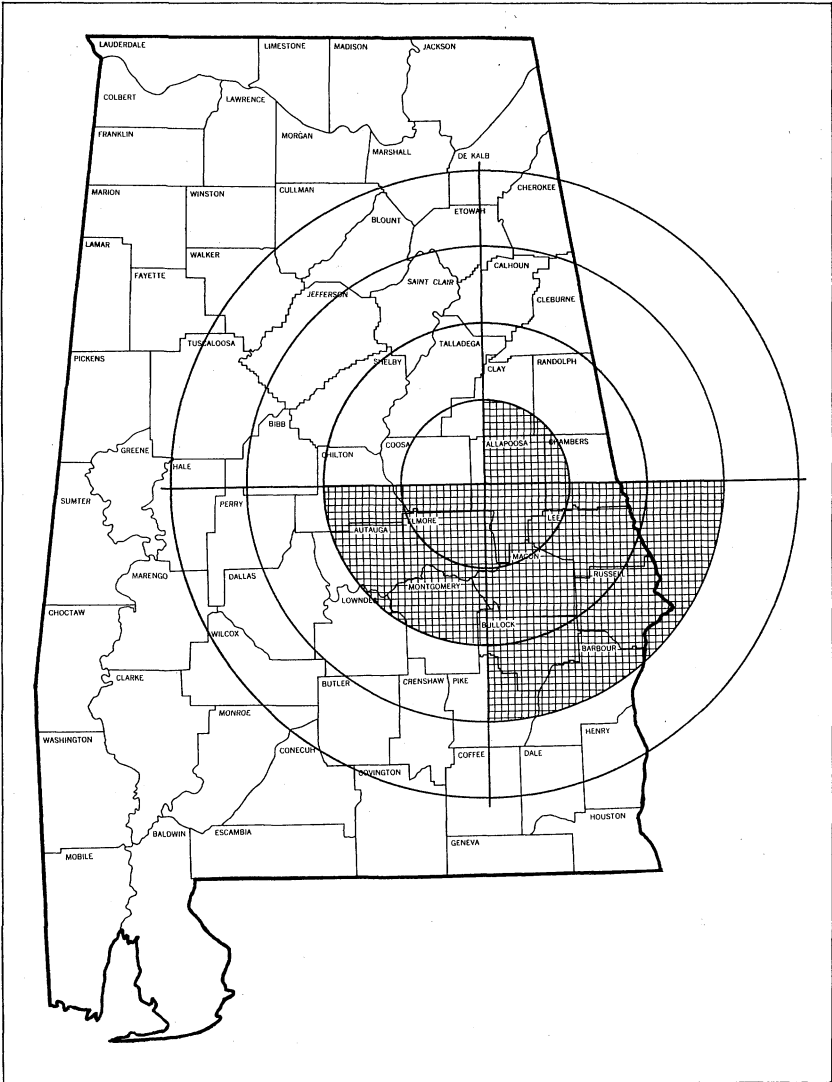 LAUDERDALE
LIMESTONE
MADISON
JACKSON
COLBERT
LAWRENCE
FRANKLIN
MORGAN
MARSHALL
DE KALB
MARION
WINSTON
CULLMAN
CHEROKEE
BLOUNT
ETOWAH
LAMAR
WALKER
FAYETTE
CALHOUN
SAINT CLAIR
JEFFERSON
CLEBURNE
TUSCALOOSA
TALLADEGA
PICKENS
SHELBY
CLAY
RANDOLPH
BIBB
GREENE
HALE
CHILTON
COOSA
TALLAPOOSA
CHAMBERS
SUMTER
PERRY
AUTAUGA
ELMORE
LEE
MACON
MARENGO
DALLAS
MONTGOMERY
RUSSELL
LOWNDES
CHOCTAW
BULLOCK
WILCOX
BARBOUR
CLARKE
BUTLER
CRENSHAW
PIKE
MONROE
HENRY
WASHINGTON
CONECUH
COFFEE
DALE
COVINGTON
HOUSTON
BALDWIN
ESCAMBIA
GENEVA
MOBILE